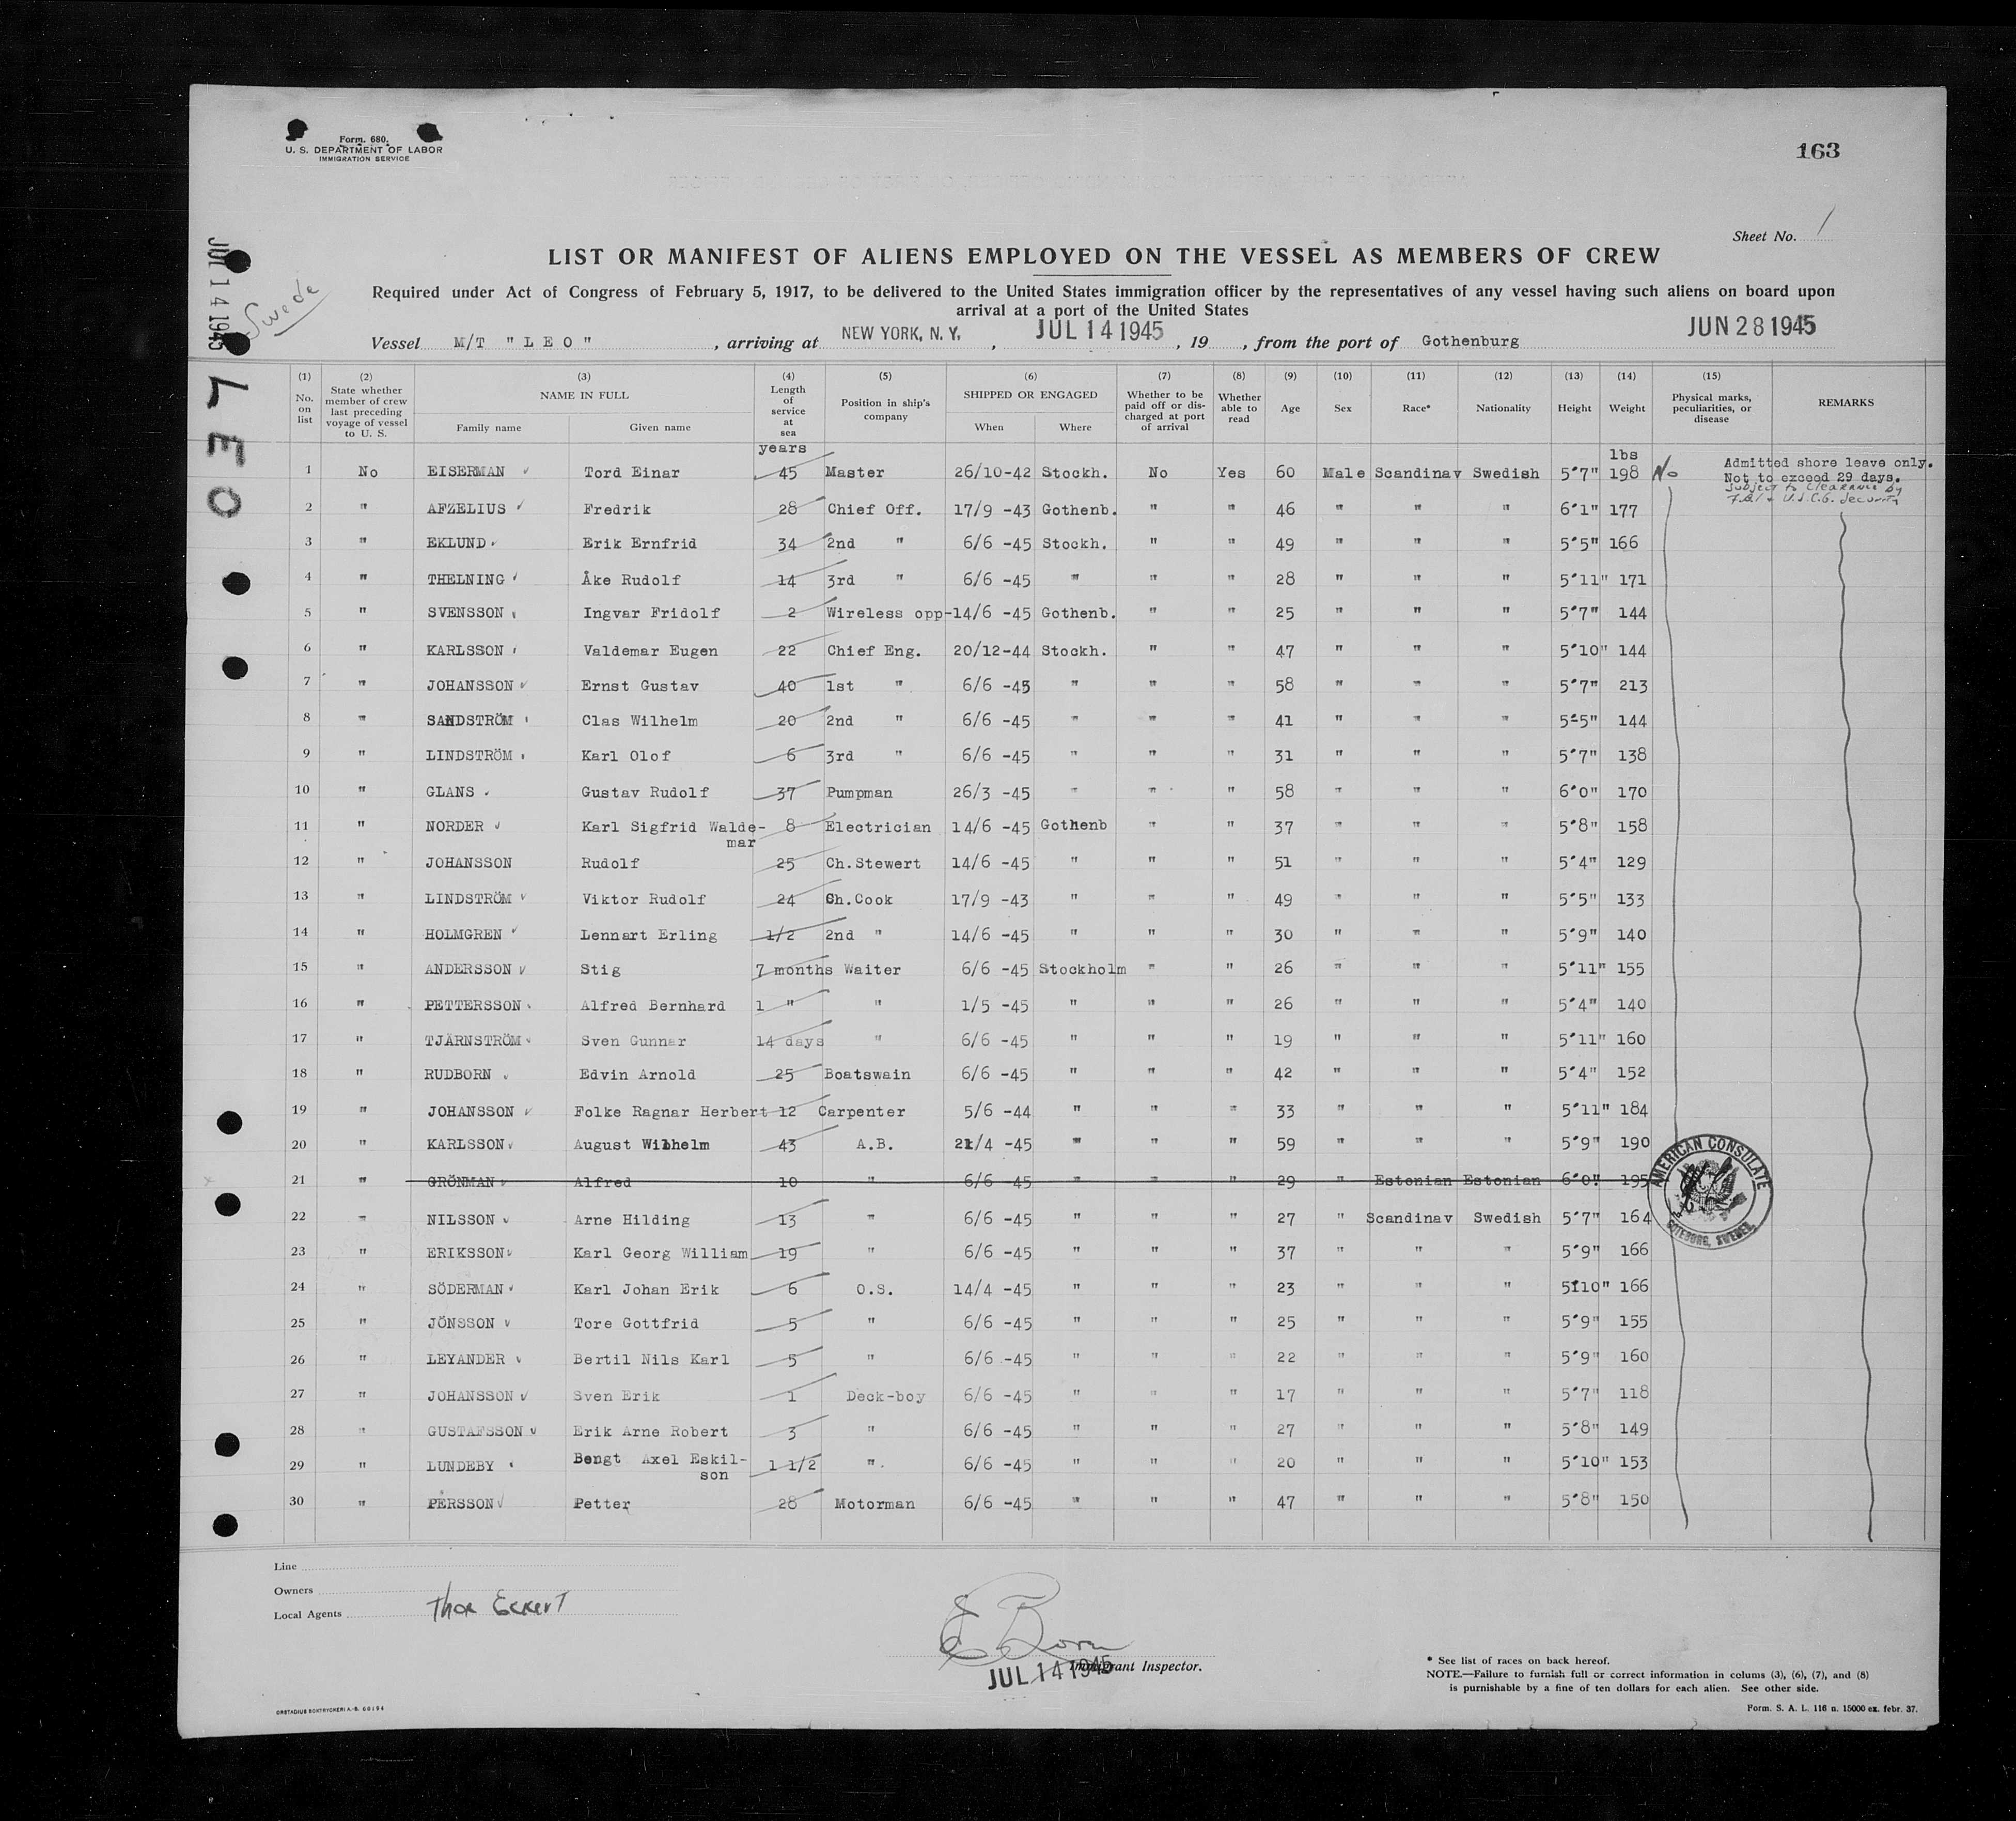 Form. 680.
U. S. DEPARTMENT OF LABOR
IMMIGRATION SERVICE
163
Sheet No. 1
JUL 14 1945
Swede
LEO
LIST OR MANIFEST OF ALIENS EMPLOYED ON THE VESSEL AS MEMBERS OF CREW
Required under Act of Congress of February 5, 1917, to be delivered to the United States immigration officer by the representatives of any vessel having such aliens on board upon
arrival at a port of the United States
Vessel M/T "LEO" , arriving at NEW YORK, N. Y. , JUL 14 1945 , 19 , from the port of Gothenburg JUN 28 1945
(1) No. on list (2) State whether member of crew last preceding voyage of vessel to U. S. (3) NAME IN FULL Family name Given name (4) Length of service at sea (5) Position in ship's company (6) SHIPPED OR ENGAGED When Where (7) Whether to be paid off or discharged at port of arrival (8) Whether able to read (9) Age (10) Sex (11) Race* (12) Nationality (13) Height (14) Weight (15) Physical marks, peculiarities, or disease REMARKS
years lbs
1 No EISERMAN Tord Einar 45 Master 26/10-42 Stockh. No Yes 60 Male Scandinav Swedish 5'7" 198 No Admitted shore leave only.
Not to exceed 29 days.
Subject to clearance by
F.B.I & U.S.C.G. Security
2 " AFZELIUS Fredrik 28 Chief Off. 17/9 -43 Gothenb. " " 46 " " " 6'1" 177
3 " EKLUND Erik Ernfrid 34 2nd " 6/6 -45 Stockh. " " 49 " " " 5'5" 166
4 " THELNING Åke Rudolf 14 3rd " 6/6 -45 " " " 28 " " " 5'11" 171
5 " SVENSSON Ingvar Fridolf 2 Wireless opp-14/6 -45 Gothenb. " " 25 " " " 5'7" 144
6 " KARLSSON Valdemar Eugen 22 Chief Eng. 20/12-44 Stockh. " " 47 " " " 5'10" 144
7 " JOHANSSON Ernst Gustav 40 1st " 6/6 -45 " " " 58 " " " 5'7" 213
8 " SANDSTRÖM Clas Wilhelm 20 2nd " 6/6 -45 " " " 41 " " " 5-5" 144
9 " LINDSTRÖM Karl Olof 6 3rd " 6/6 -45 " " " 31 " " " 5'7" 138
10 " GLANS Gustav Rudolf 37 Pumpman 26/3 -45 " " " 58 " " " 6'0" 170
11 " NORDER Karl Sigfrid Walde- 8 Electrician 14/6 -45 Gothenb " " 37 " " " 5'8" 158
mar
12 " JOHANSSON Rudolf 25 Ch.Stewert 14/6 -45 " " " 51 " " " 5'4" 129
13 " LINDSTRÖM Viktor Rudolf 24 Ch.Cook 17/9 -43 " " " 49 " " " 5'5" 133
14 " HOLMGREN Lennart Erling 1/2 2nd " 14/6 -45 " " " 30 " " " 5'9" 140
15 " ANDERSSON Stig 7 months Waiter 6/6 -45 Stockholm " " 26 " " " 5'11" 155
16 " PETTERSSON Alfred Bernhard 1 " " 1/5 -45 " " " 26 " " " 5'4" 140
17 " TJÄRNSTRÖM Sven Gunnar 14 days " 6/6 -45 " " " 19 " " " 5'11" 160
18 " RUDBORN Edvin Arnold 25 Boatswain 6/6 -45 " " " 42 " " " 5'4" 152
19 " JOHANSSON Folke Ragnar Herbert 12 Carpenter 5/6 -44 " " " 33 " " " 5'11" 184
20 " KARLSSON August Wilhelm 43 A.B. 21/4 -45 " " " 59 " " " 5'9" 190
21 " GRÖNMAN Alfred 10 " 6/6 -45 " " " 29 " Estonian Estonian 6'0" 195
22 " NILSSON Arne Hilding 13 " 6/6 -45 " " " 27 " Scandinav Swedish 5'7" 164
23 " ERIKSSON Karl Georg William 19 " 6/6 -45 " " " 37 " " " 5'9" 166
24 " SÖDERMAN Karl Johan Erik 6 O.S. 14/4 -45 " " " 23 " " " 5'10" 166
25 " JÖNSSON Tore Gottfrid 5 " 6/6 -45 " " " 25 " " " 5'9" 155
26 " LEYANDER Bertil Nils Karl 5 " 6/6 -45 " " " 22 " " " 5'9" 160
27 " JOHANSSON Sven Erik 1 Deck-boy 6/6 -45 " " " 17 " " " 5'7" 118
28 " GUSTAFSSON Erik Arne Robert 3 " 6/6 -45 " " " 27 " " " 5'8" 149
29 " LUNDEBY Bengt Axel Eskil- 1 1/2 " 6/6 -45 " " " 20 " " " 5'10" 153
son
30 " PERSSON Petter 28 Motorman 6/6 -45 " " " 47 " " " 5'8" 150
AMERICAN CONSULATE
GOTEBORG, SWEDEN.
Line
Owners
Local Agents Thor Eckert
E Born
JUL 14 1945 Immigrant Inspector.
* See list of races on back hereof.
NOTE.—Failure to furnish full or correct information in colums (3), (6), (7), and (8)
is punishable by a fine of ten dollars for each alien. See other side.
Form. S. A. L. 116 n. 15000 ex. febr. 37.
ORSTADIUS BOKTRYCKERI A.-B. 60194